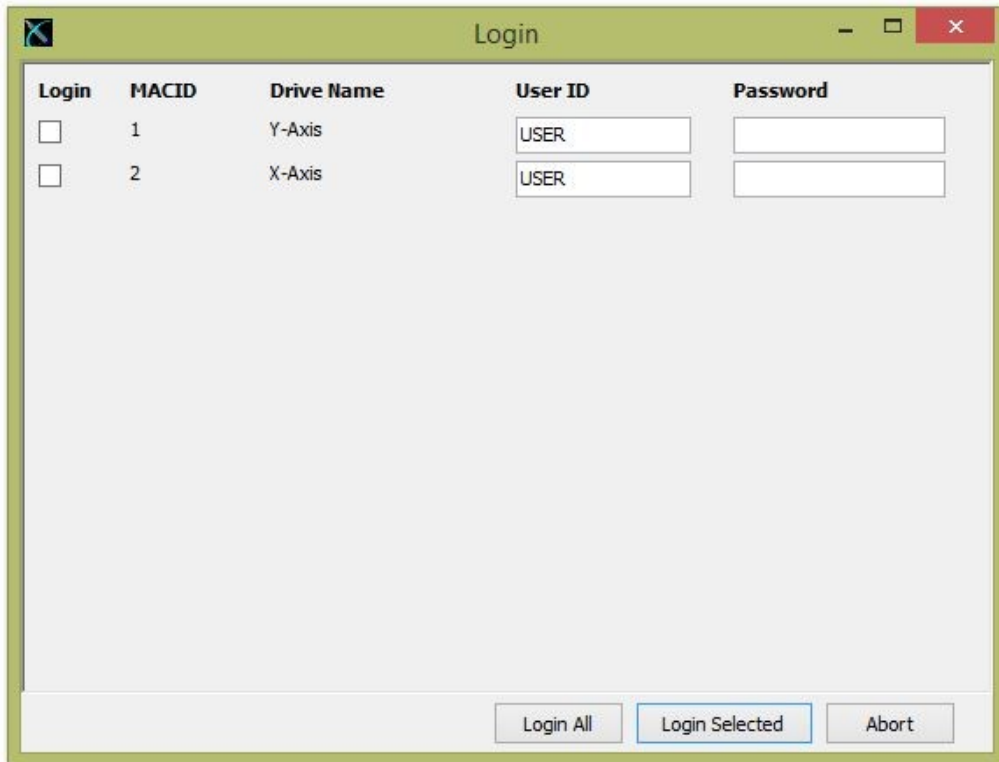 Login
Login MACID Drive Name User ID Password
1 Y-Axis USER
2 X-Axis USER
Login All Login Selected Abort